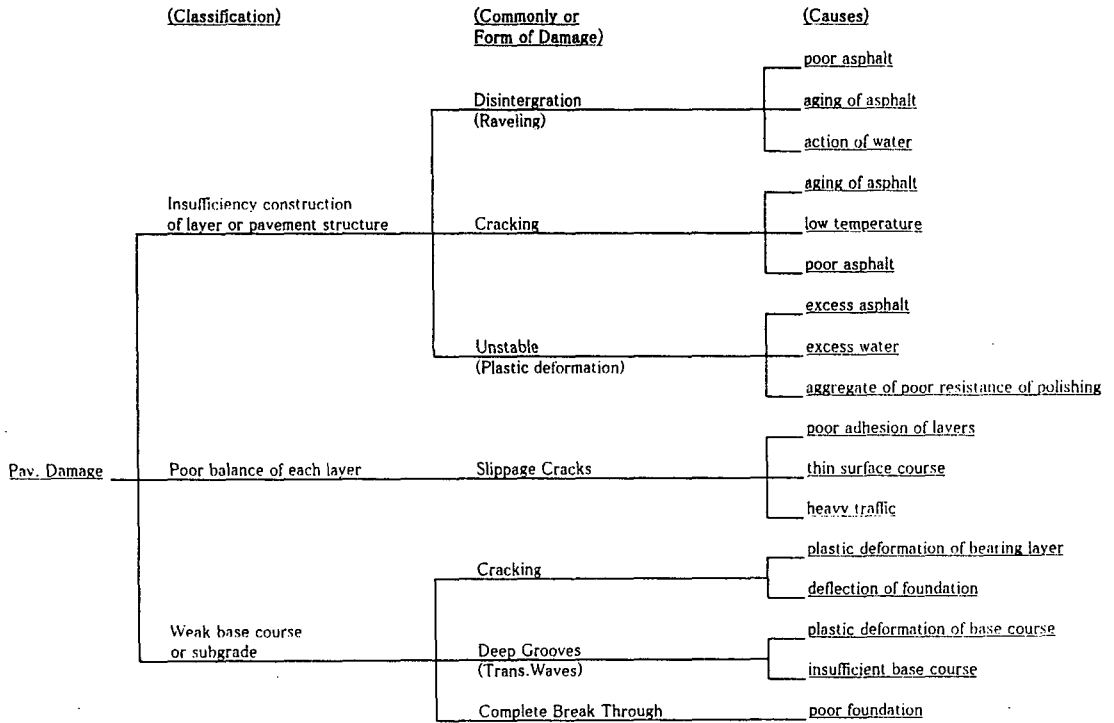 (Classification)
(Commonly or
Form of Damage)
(Causes)
poor asphalt
Disintergration
(Raveling)
aging of asphalt
action of water
Insufficiency construction
of layer or pavement structure
aging of asphalt
Cracking
low temperature
poor asphalt
excess asphalt
Unstable
(Plastic deformation)
excess water
aggregate of poor resistance of polishing
poor adhesion of layers
Pav. Damage
Poor balance of each layer
Slippage Cracks
thin surface course
heavy traffic
plastic deformation of bearing layer
Cracking
deflection of foundation
Weak base course
or subgrade
plastic deformation of base course
Deep Grooves
(Trans.Waves)
insufficient base course
Complete Break Through
poor foundation